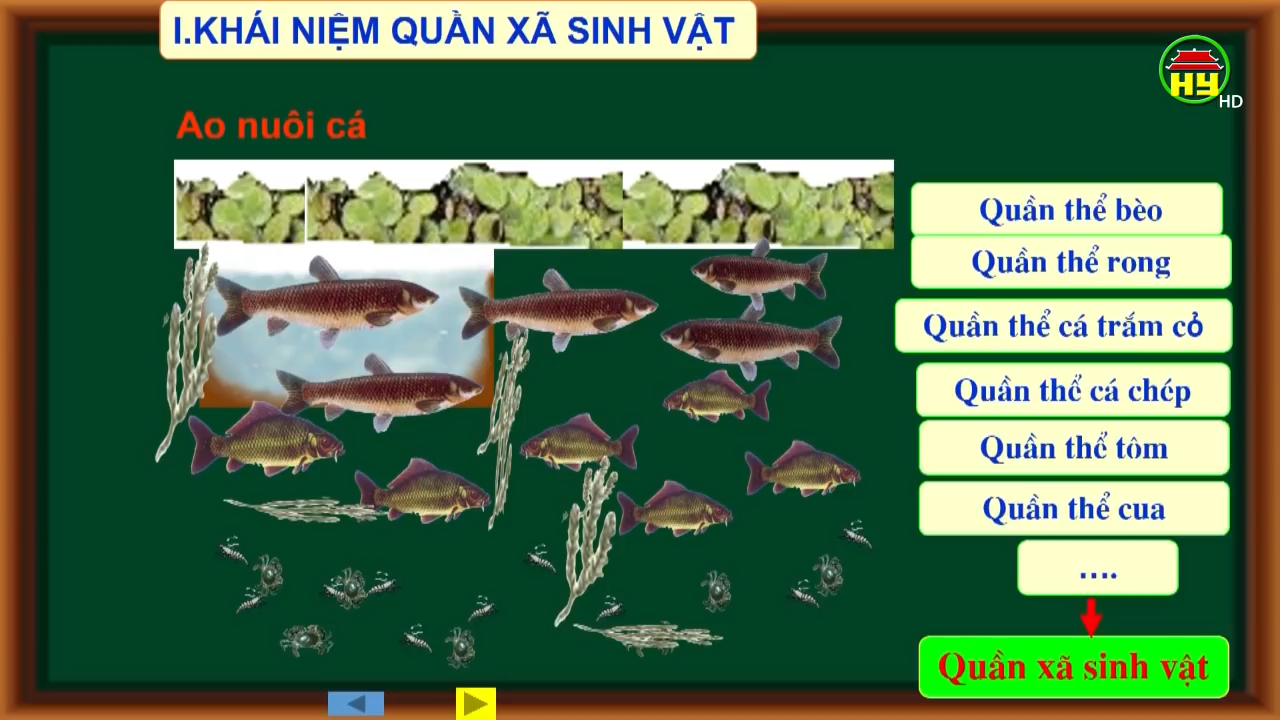 I.KHÁI NIỆM QUẦN XÃ SINH VẬT
HY
HD
Ao nuôi cá
Quần thể bèo
Quần thể rong
Quần thể cá trắm cỏ
Quần thể cá chép
Quần thể tôm
Quần thể cua
....
Quần xã sinh vật